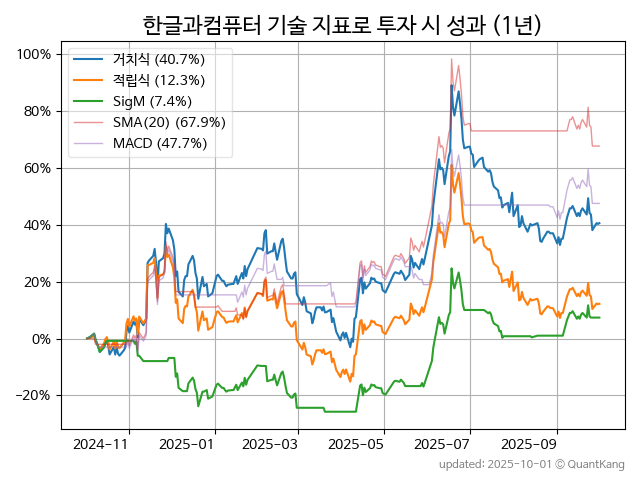 한글과컴퓨터 기술 지표로 투자 시 성과 (1년)
거치식 (40.7%)
적립식 (12.3%)
SigM (7.4%)
SMA(20) (67.9%)
MACD (47.7%)
100%
80%
60%
40%
20%
0%
−20%
2024-11
2025-01
2025-03
2025-05
2025-07
2025-09
updated: 2025-10-01 © QuantKang